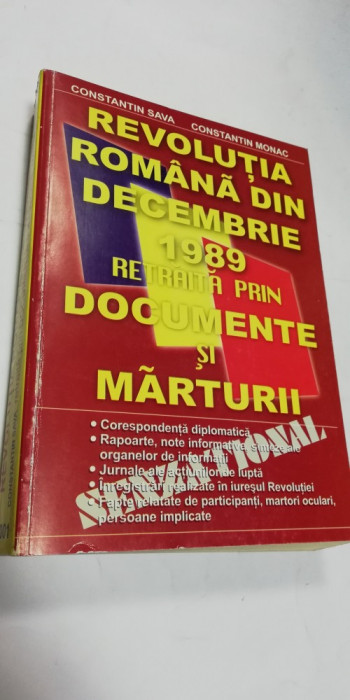 CONSTANTIN SAVA CONSTANTIN MONAC
REVOLUȚIA
ROMÂNĂ DIN
DECEMBRIE
1989
RETRAITĂ PRIN
DOCUMENTE
ȘI
MĂRTURII
• Corespondență diplomatică
• Rapoarte, note informative, sinteze ale
organelor de informații
• Jurnale ale acțiunilor de luptă
• Înregistrări realizate în iureșul Revoluției
• Fapte relatate de participanți, martori oculari,
persoane implicate
SENZAȚIONAL